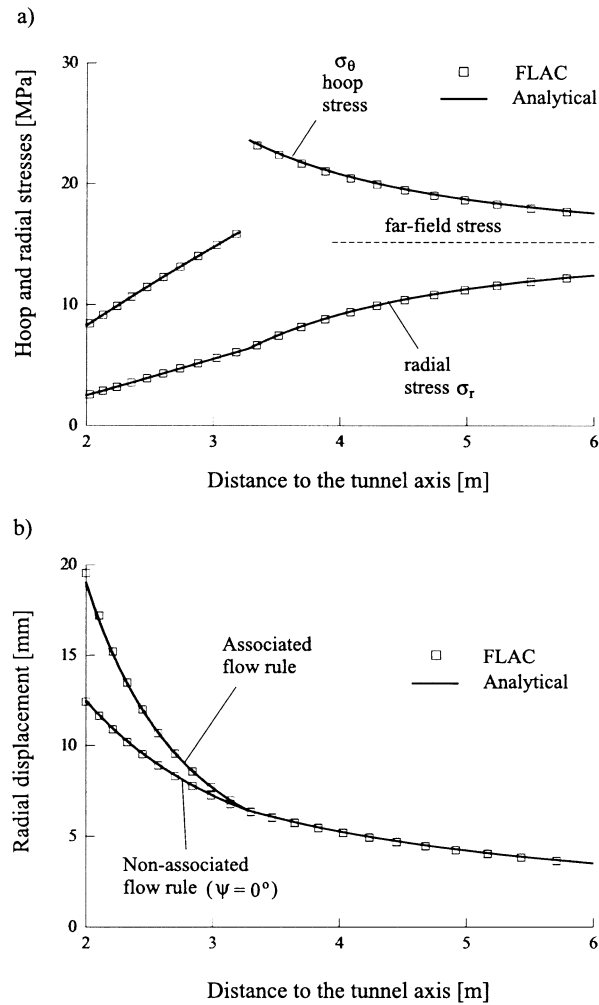 a)
30
20
10
0
Hoop and radial stresses [MPa]
σθ
hoop
stress
FLAC
Analytical
far-field stress
radial
stress σr
2
3
4
5
6
Distance to the tunnel axis [m]
b)
20
15
10
5
0
Radial displacement [mm]
Associated
flow rule
FLAC
Analytical
Non-associated
flow rule (ψ = 0°)
2
3
4
5
6
Distance to the tunnel axis [m]